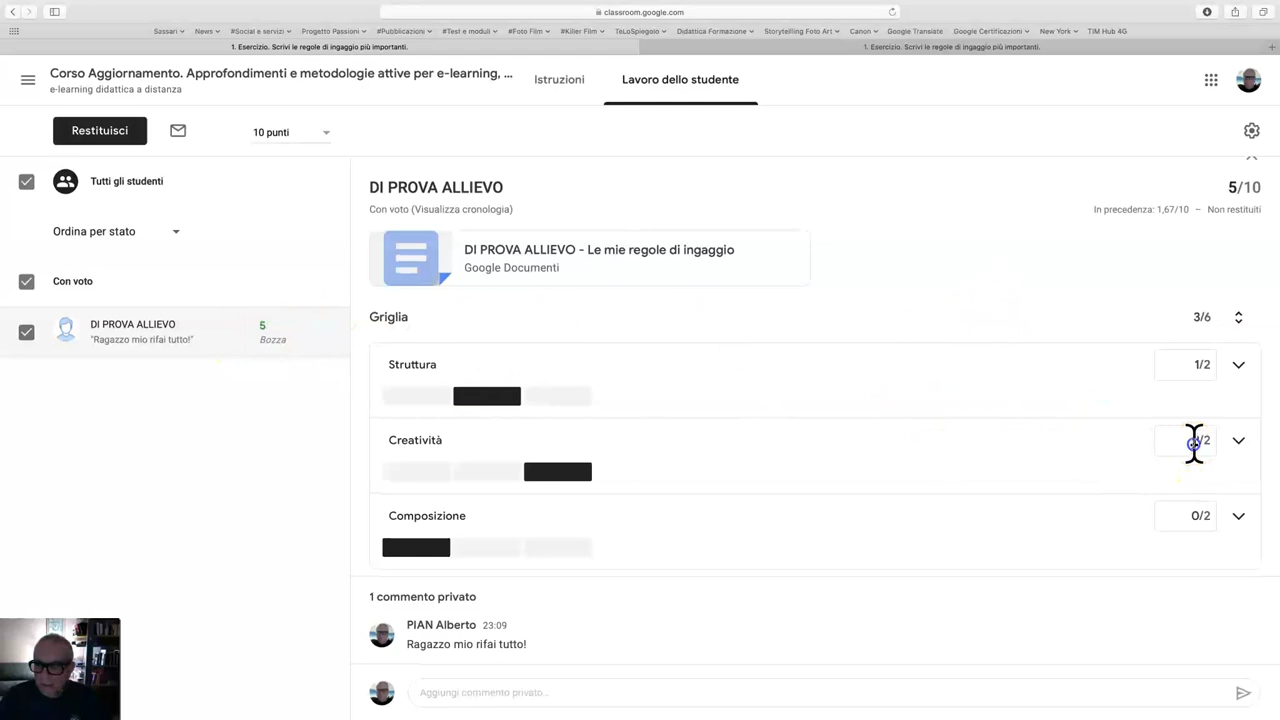 classroom.google.com
Sassari News #Social e servizi Progetto Passioni #Pubblicazioni #Test e moduli #Foto Film #Killer Film TeLoSpiegolo Didattica Formazione Storytelling Foto Art Canon Google Translate Google Certificazioni New York TIM Hub 4G
1. Esercizio. Scrivi le regole di ingaggio più importanti. 1. Esercizio. Scrivi le regole di ingaggio più importanti.
Corso Aggiornamento. Approfondimenti e metodologie attive per e-learning, ...
e-learning didattica a distanza
Istruzioni Lavoro dello studente
Restituisci 10 punti
Tutti gli studenti
Ordina per stato
Con voto
DI PROVA ALLIEVO 5
"Ragazzo mio rifai tutto!" Bozza
DI PROVA ALLIEVO 5/10
Con voto (Visualizza cronologia) In precedenza: 1,67/10 – Non restituiti
DI PROVA ALLIEVO - Le mie regole di ingaggio
Google Documenti
Griglia 3/6
Struttura 1/2
Creatività /2
Composizione 0/2
1 commento privato
PIAN Alberto 23:09
Ragazzo mio rifai tutto!
Aggiungi commento privato...